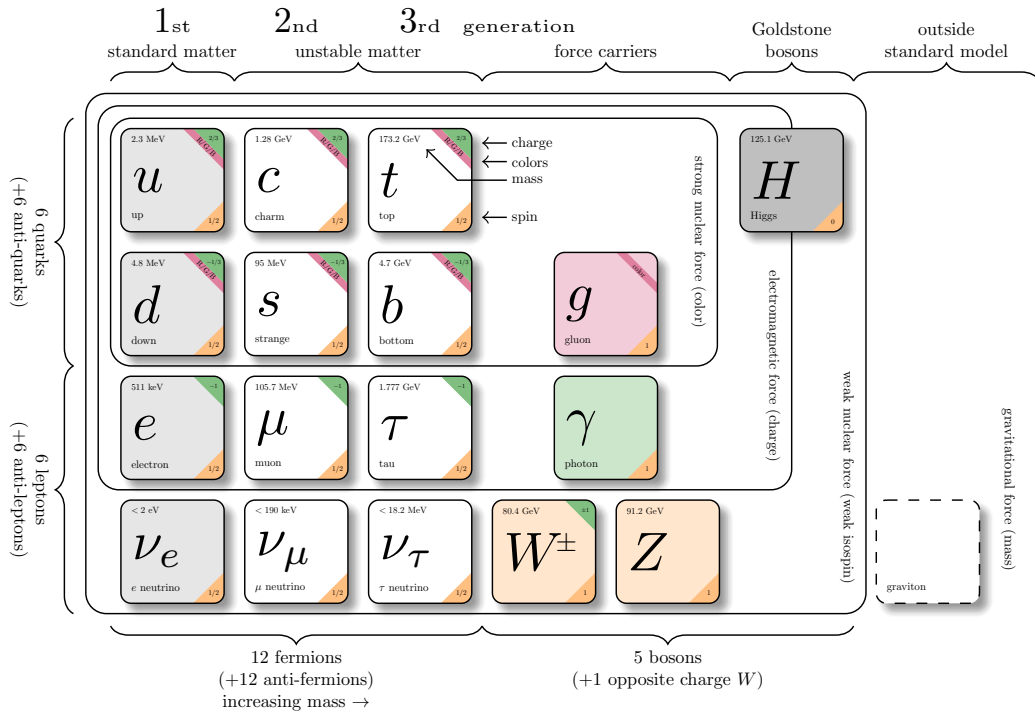 1st 2nd 3rd generation
standard matter unstable matter force carriers
Goldstone
bosons
outside
standard model
6 quarks
(+6 anti-quarks)
6 leptons
(+6 anti-leptons)
2.3 MeV 2/3 R/G/B
u
up 1/2
1.28 GeV 2/3 R/G/B
c
charm 1/2
173.2 GeV 2/3 R/G/B
t
top 1/2
charge
colors
mass
spin
125.1 GeV
H
Higgs 0
4.8 MeV −1/3 R/G/B
d
down 1/2
95 MeV −1/3 R/G/B
s
strange 1/2
4.7 GeV −1/3 R/G/B
b
bottom 1/2
color
g
gluon 1
strong nuclear force (color)
511 keV −1
e
electron 1/2
105.7 MeV −1
μ
muon 1/2
1.777 GeV −1
τ
tau 1/2
γ
photon 1
electromagnetic force (charge)
< 2 eV
νe
e neutrino 1/2
< 190 keV
νμ
μ neutrino 1/2
< 18.2 MeV
ντ
τ neutrino 1/2
80.4 GeV ±1
W±
1
91.2 GeV
Z
1
weak nuclear force (weak isospin)
graviton
gravitational force (mass)
12 fermions
(+12 anti-fermions)
increasing mass →
5 bosons
(+1 opposite charge W)